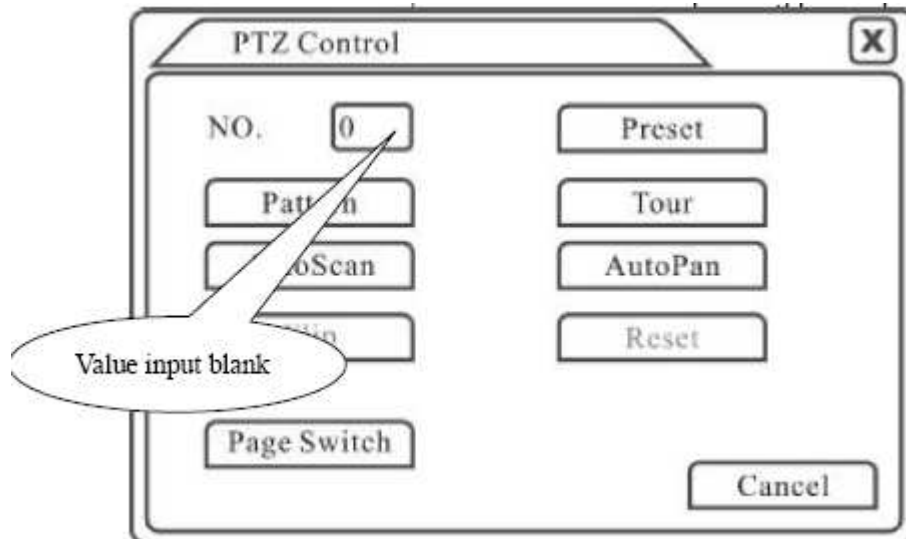 PTZ Control
X
NO.
0
Preset
Tour
AutoPan
Reset
Value input blank
Page Switch
Cancel